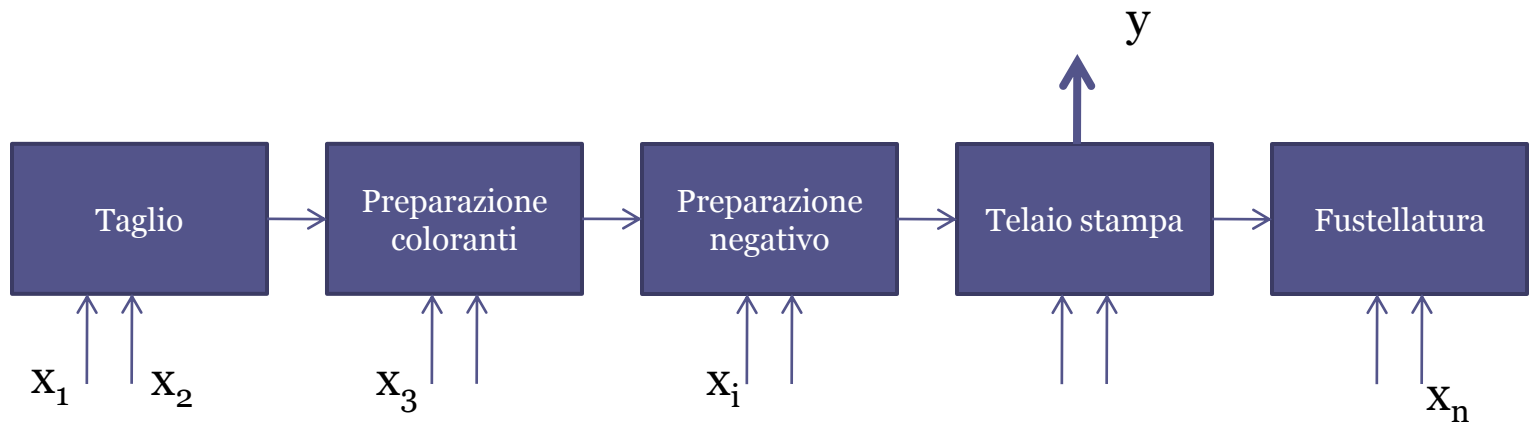 y
Taglio
Preparazione
coloranti
Preparazione
negativo
Telaio stampa
Fustellatura
x₁
x₂
x₃
xᵢ
xₙ